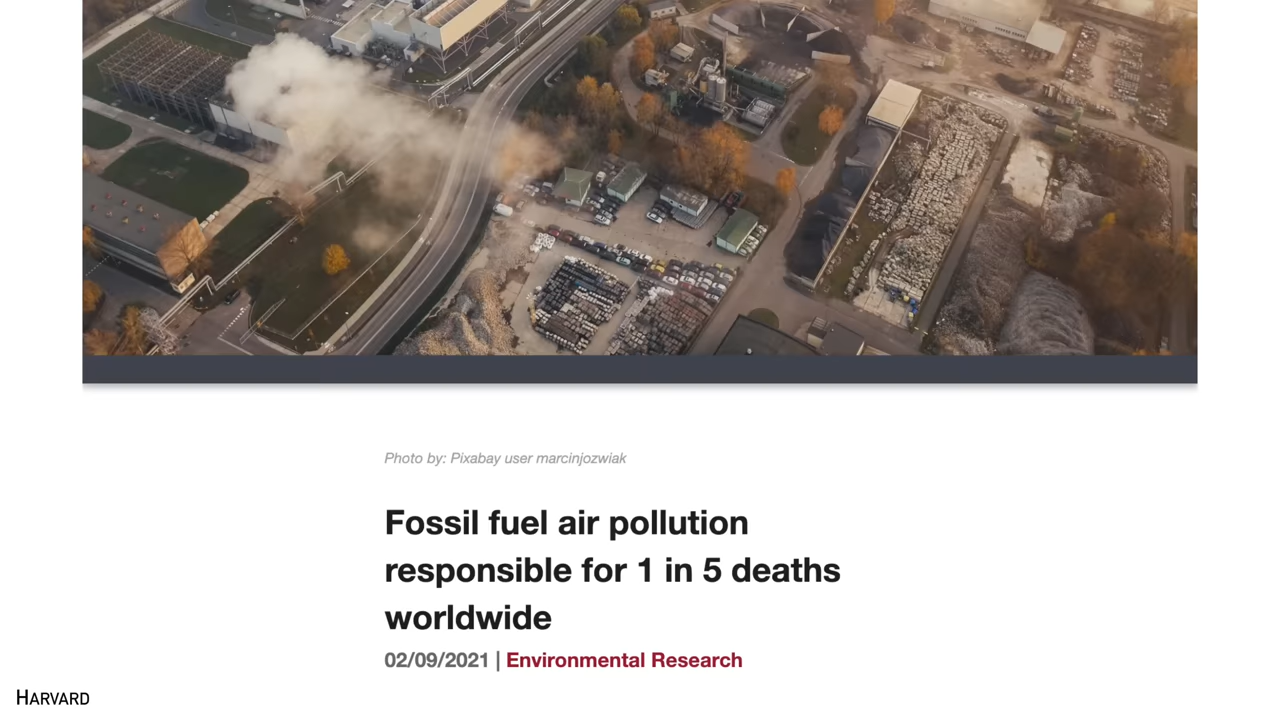 Photo by: Pixabay user marcinjozwiak
Fossil fuel air pollution
responsible for 1 in 5 deaths
worldwide
02/09/2021 | Environmental Research
HARVARD